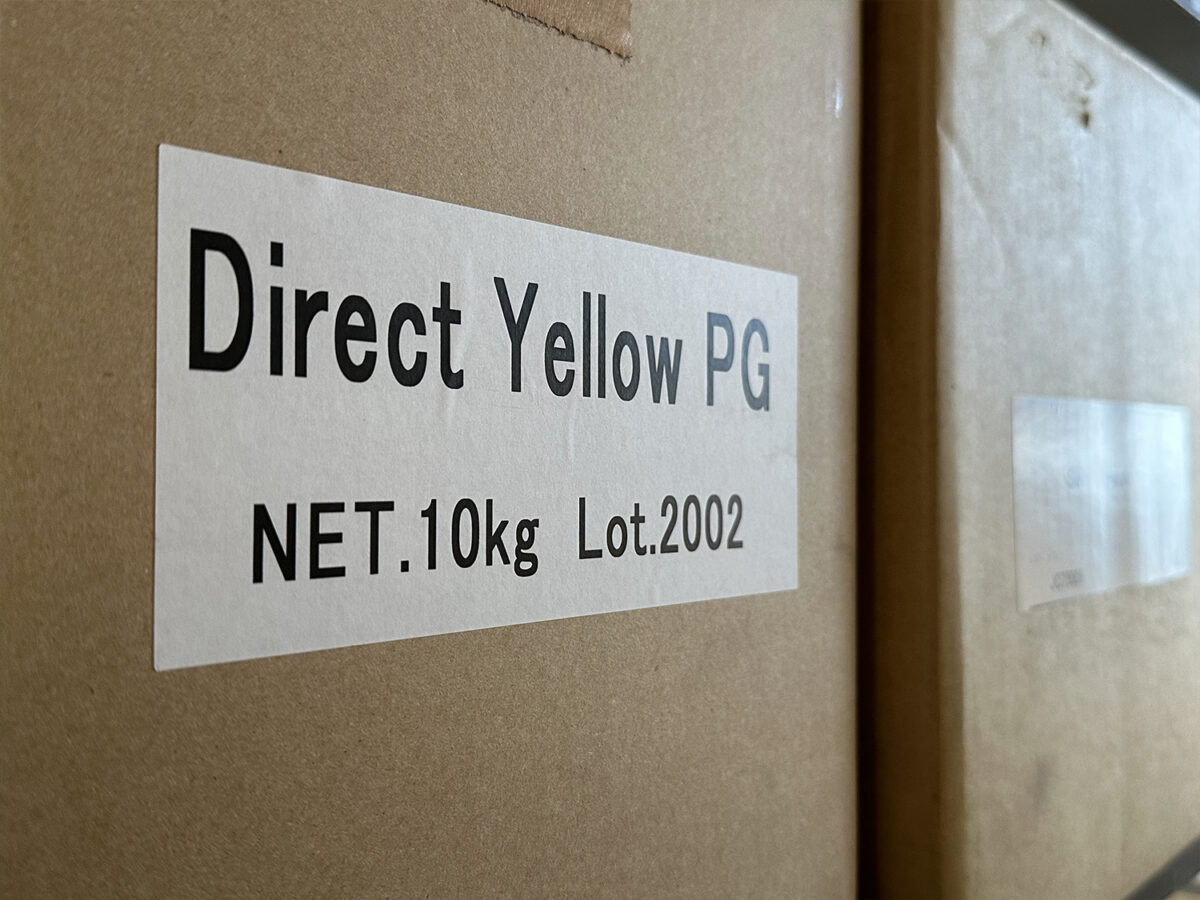 Direct Yellow PG
NET.10kg Lot.2002